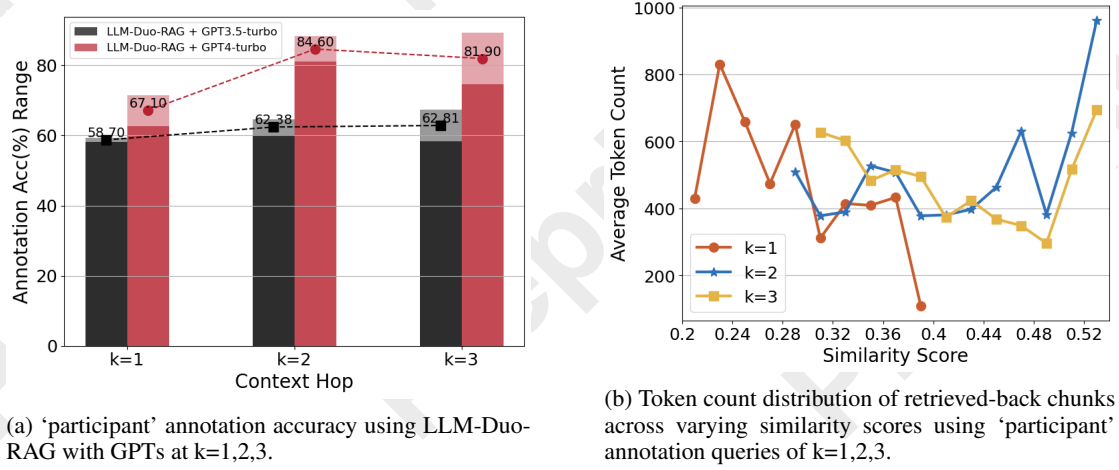 LLM-Duo-RAG + GPT3.5-turbo
LLM-Duo-RAG + GPT4-turbo
Annotation Acc(%) Range
80
60
40
20
0
58.70
67.10
62.38
84.60
62.81
81.90
k=1
k=2
k=3
Context Hop
(a) ‘participant’ annotation accuracy using LLM-Duo-
RAG with GPTs at k=1,2,3.
Average Token Count
1000
800
600
400
200
k=1
k=2
k=3
0.2 0.24 0.28 0.32 0.36 0.4 0.44 0.48 0.52
Similarity Score
(b) Token count distribution of retrieved-back chunks
across varying similarity scores using ‘participant’
annotation queries of k=1,2,3.